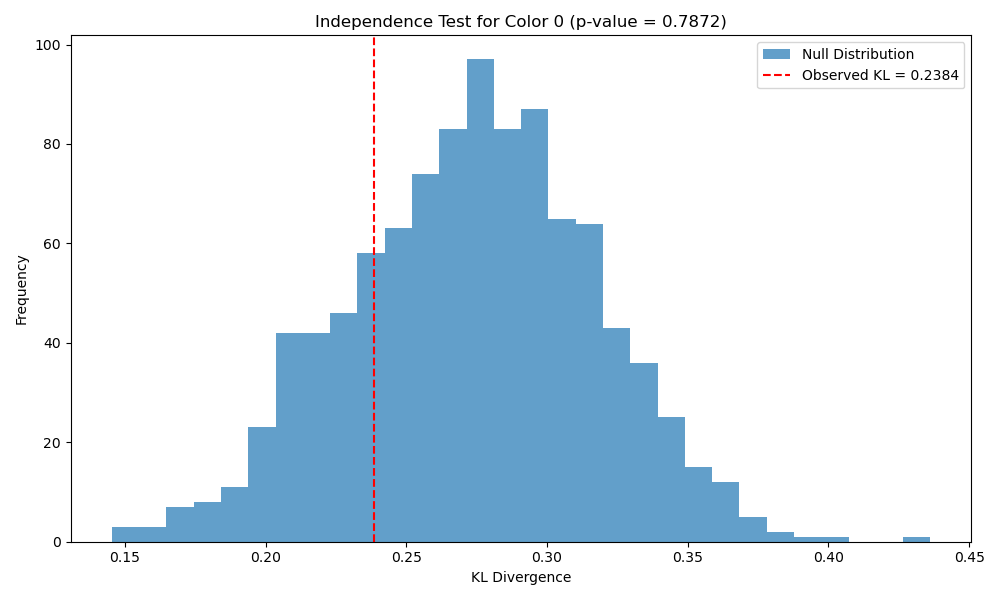 Independence Test for Color 0 (p-value = 0.7872)
Null Distribution
Observed KL = 0.2384
100
80
60
40
20
0
Frequency
0.15
0.20
0.25
0.30
0.35
0.40
0.45
KL Divergence